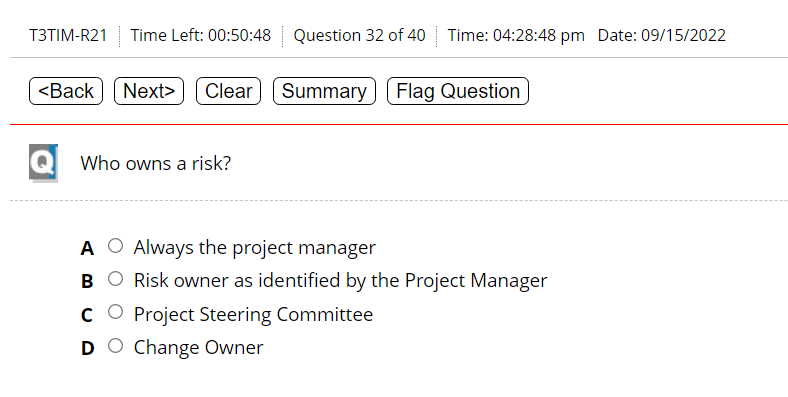 T3TIM-R21 Time Left: 00:50:48 Question 32 of 40 Time: 04:28:48 pm Date: 09/15/2022
<Back Next> Clear Summary Flag Question
Q Who owns a risk?
A Always the project manager
B Risk owner as identified by the Project Manager
C Project Steering Committee
D Change Owner